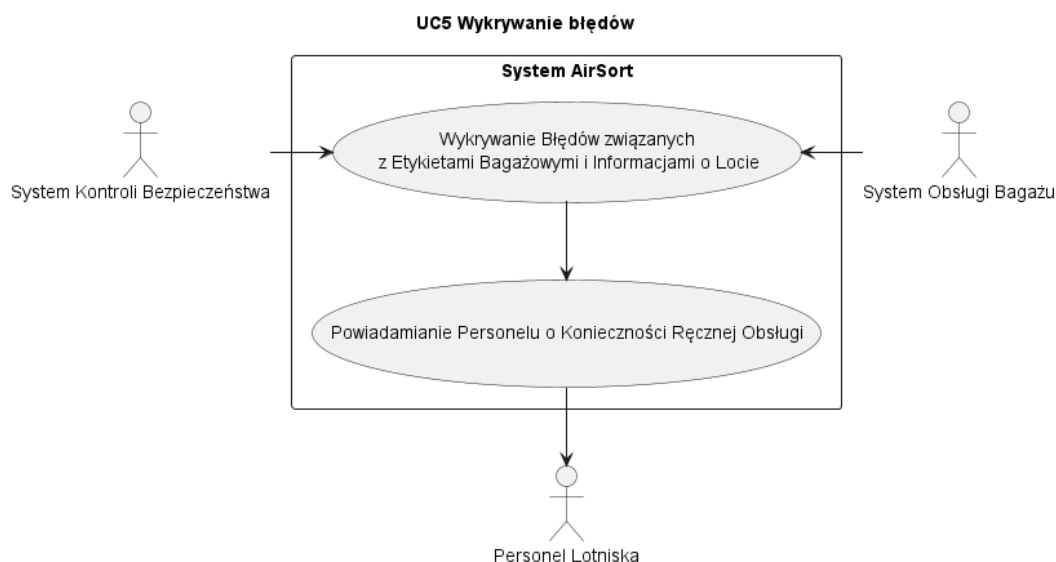 UC5 Wykrywanie błędów
System AirSort
Wykrywanie Błędów związanych
z Etykietami Bagażowymi i Informacjami o Locie
System Kontroli Bezpieczeństwa
System Obsługi Bagażu
Powiadamianie Personelu o Konieczności Ręcznej Obsługi
Personel Lotniska